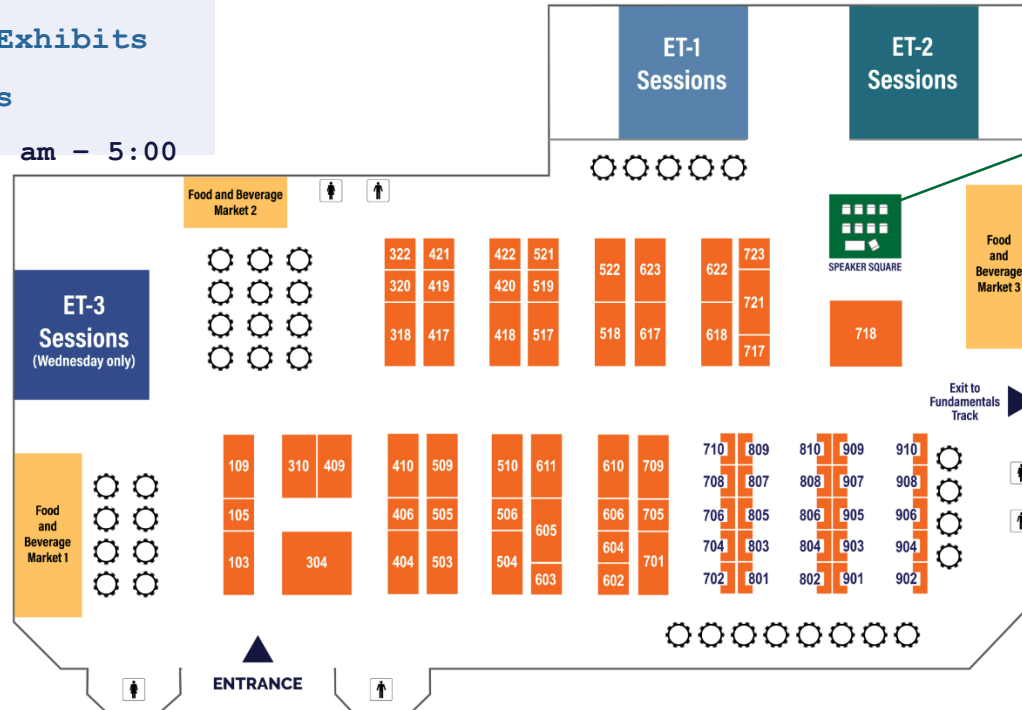 Exhibits
s
am – 5:00
ET-1
Sessions
ET-2
Sessions
Food and Beverage
Market 2
SPEAKER SQUARE
Food
and
Beverage
Market 3
ET-3
Sessions
(Wednesday only)
322 421 422 521 522 623 622 723
320 419 420 519 721
318 417 418 517 518 617 618 717 718
Exit to
Fundamentals
Track
109 310 409 410 509 510 611 610 709 710 809 810 909 910
708 807 808 907 908
Food
and
Beverage
Market 1
105 406 505 506 605 606 705 706 805 806 905 906
604 704 803 804 903 904
103 304 404 503 504 603 602 701 702 801 802 901 902
ENTRANCE